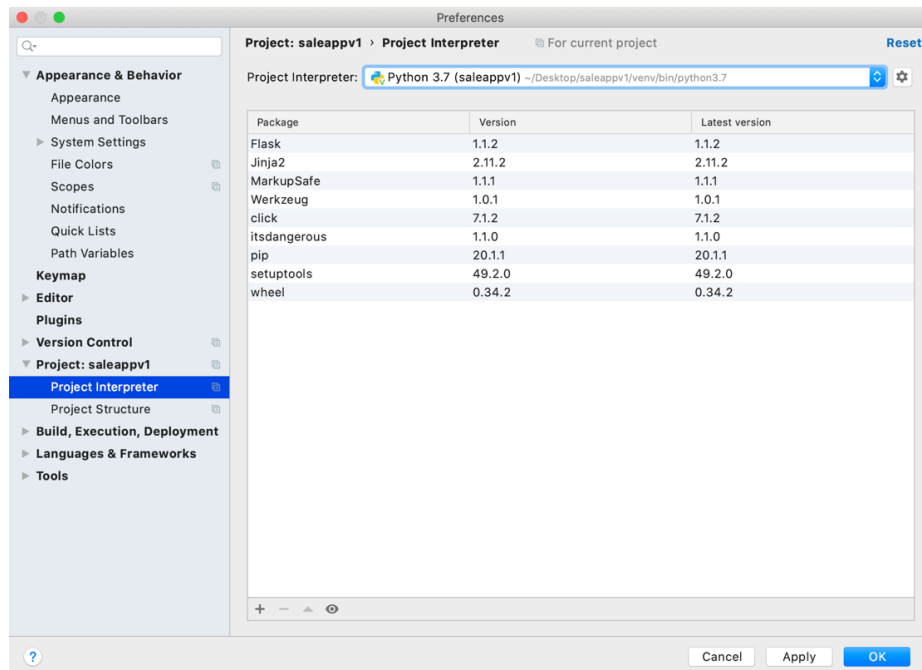 Preferences
Project: saleappv1 › Project Interpreter For current project Reset
Project Interpreter: Python 3.7 (saleappv1) ~/Desktop/saleappv1/venv/bin/python3.7
Appearance & Behavior
Appearance
Menus and Toolbars
System Settings
File Colors
Scopes
Notifications
Quick Lists
Path Variables
Keymap
Editor
Plugins
Version Control
Project: saleappv1
Project Interpreter
Project Structure
Build, Execution, Deployment
Languages & Frameworks
Tools
Package Version Latest version
Flask 1.1.2 1.1.2
Jinja2 2.11.2 2.11.2
MarkupSafe 1.1.1 1.1.1
Werkzeug 1.0.1 1.0.1
click 7.1.2 7.1.2
itsdangerous 1.1.0 1.1.0
pip 20.1.1 20.1.1
setuptools 49.2.0 49.2.0
wheel 0.34.2 0.34.2
? Cancel Apply OK